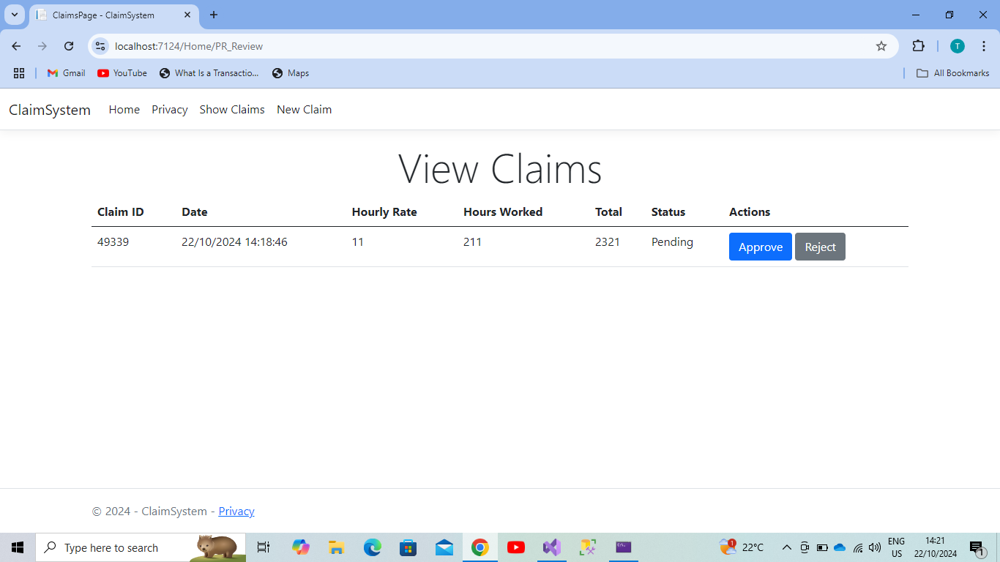 ClaimsPage - ClaimSystem
localhost:7124/Home/PR_Review
T
Gmail YouTube What Is a Transactio... Maps All Bookmarks
ClaimSystem Home Privacy Show Claims New Claim
View Claims
Claim ID Date Hourly Rate Hours Worked Total Status Actions
49339 22/10/2024 14:18:46 11 211 2321 Pending Approve Reject
© 2024 - ClaimSystem - Privacy
Type here to search 1 22°C ENG US 14:21 22/10/2024 1